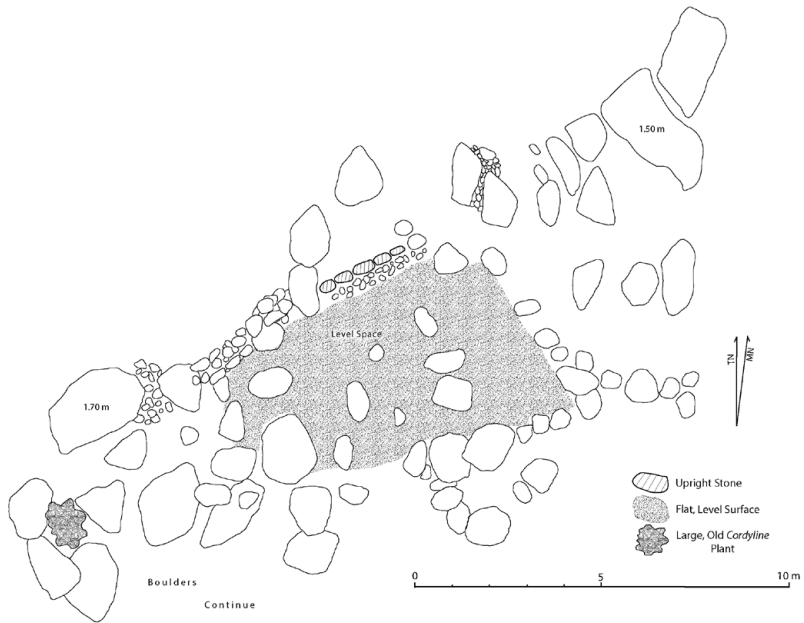 1.50 m
Level Space
TN
MN
1.70 m
Upright Stone
Flat, Level Surface
Large, Old Cordyline
Plant
0 5 10 m
Boulders
Continue